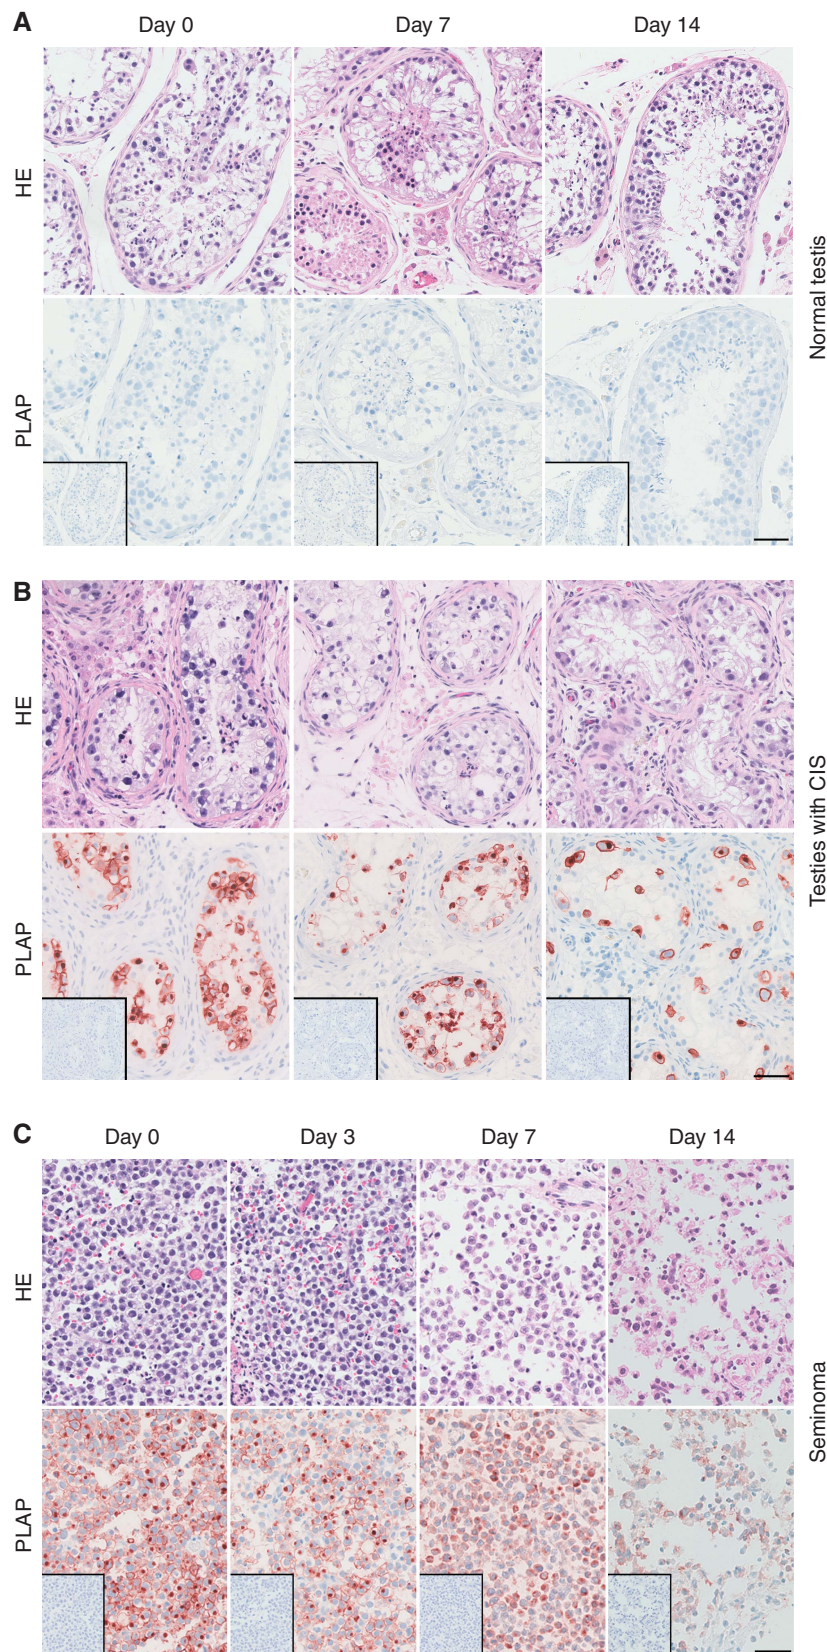 A
Day 0
Day 7
Day 14
HE
Normal testis
PLAP
B
HE
Testies with CIS
PLAP
C
Day 0
Day 3
Day 7
Day 14
HE
Seminoma
PLAP